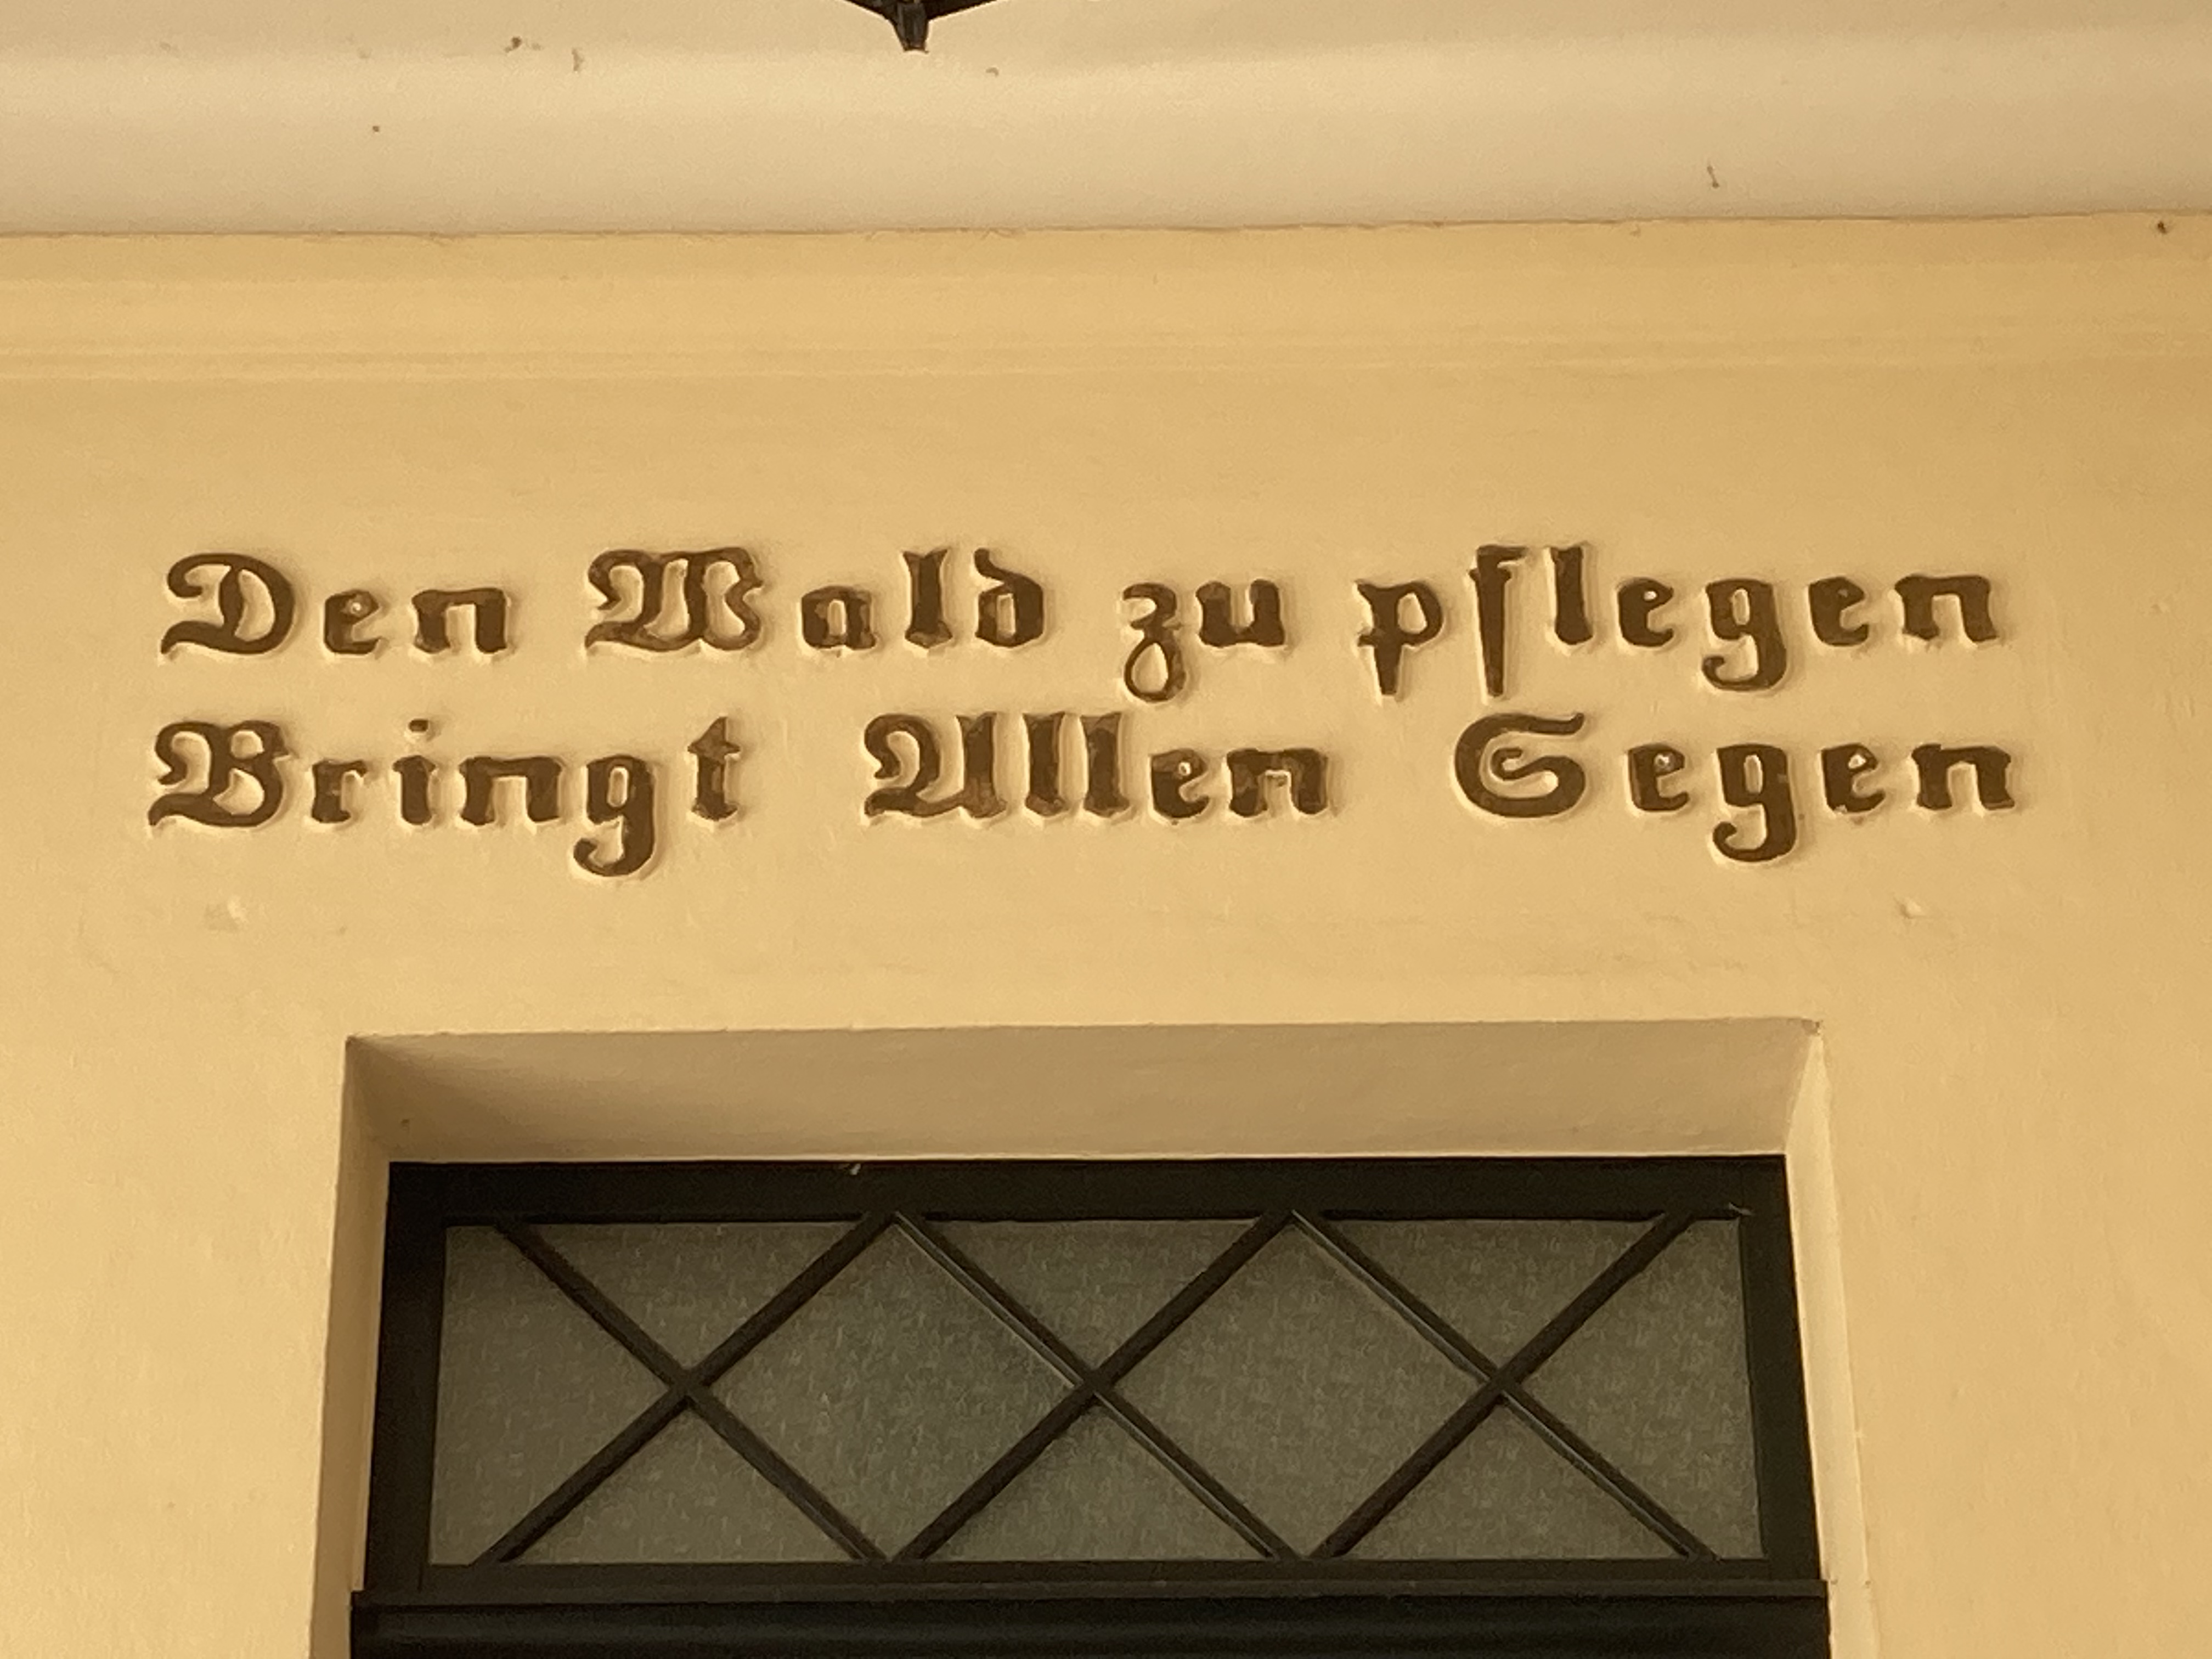 Den Wald zu pflegen
Bringt Allen Segen